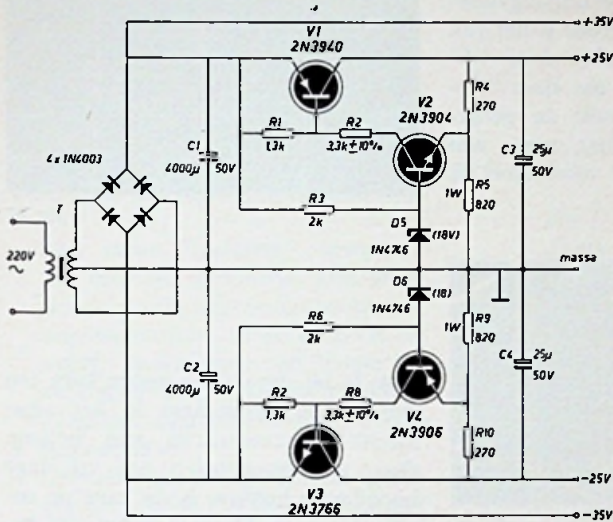 +35V
V1
2N3940
+25V
V2
2N3904
R4
270
R1
1,3k
R2
3,3k±10%
C1
4000µ
50V
C3
25µ
50V
4x1N4003
R3
2k
1W
R5
820
D5
(18V)
1N4746
T
220V
~
massa
D6
(18)
1N4746
R6
2k
1W
R9
820
C4
25µ
50V
C2
4000µ
50V
R2
1,3k
R8
3,3k±10%
V4
2N3906
R10
270
V3
2N3766
-25V
-35V